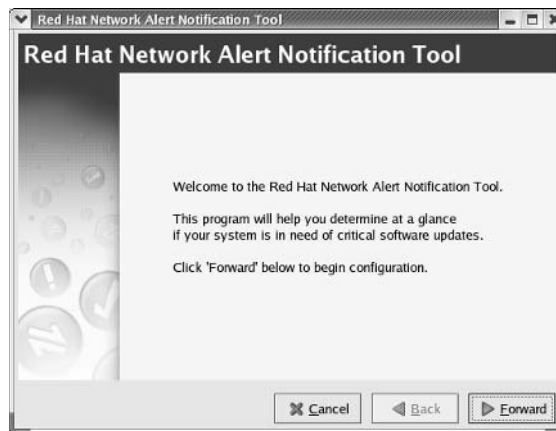 Red Hat Network Alert Notification Tool
Red Hat Network Alert Notification Tool
Welcome to the Red Hat Network Alert Notification Tool.
This program will help you determine at a glance
if your system is in need of critical software updates.
Click 'Forward' below to begin configuration.
Cancel
Back
Forward